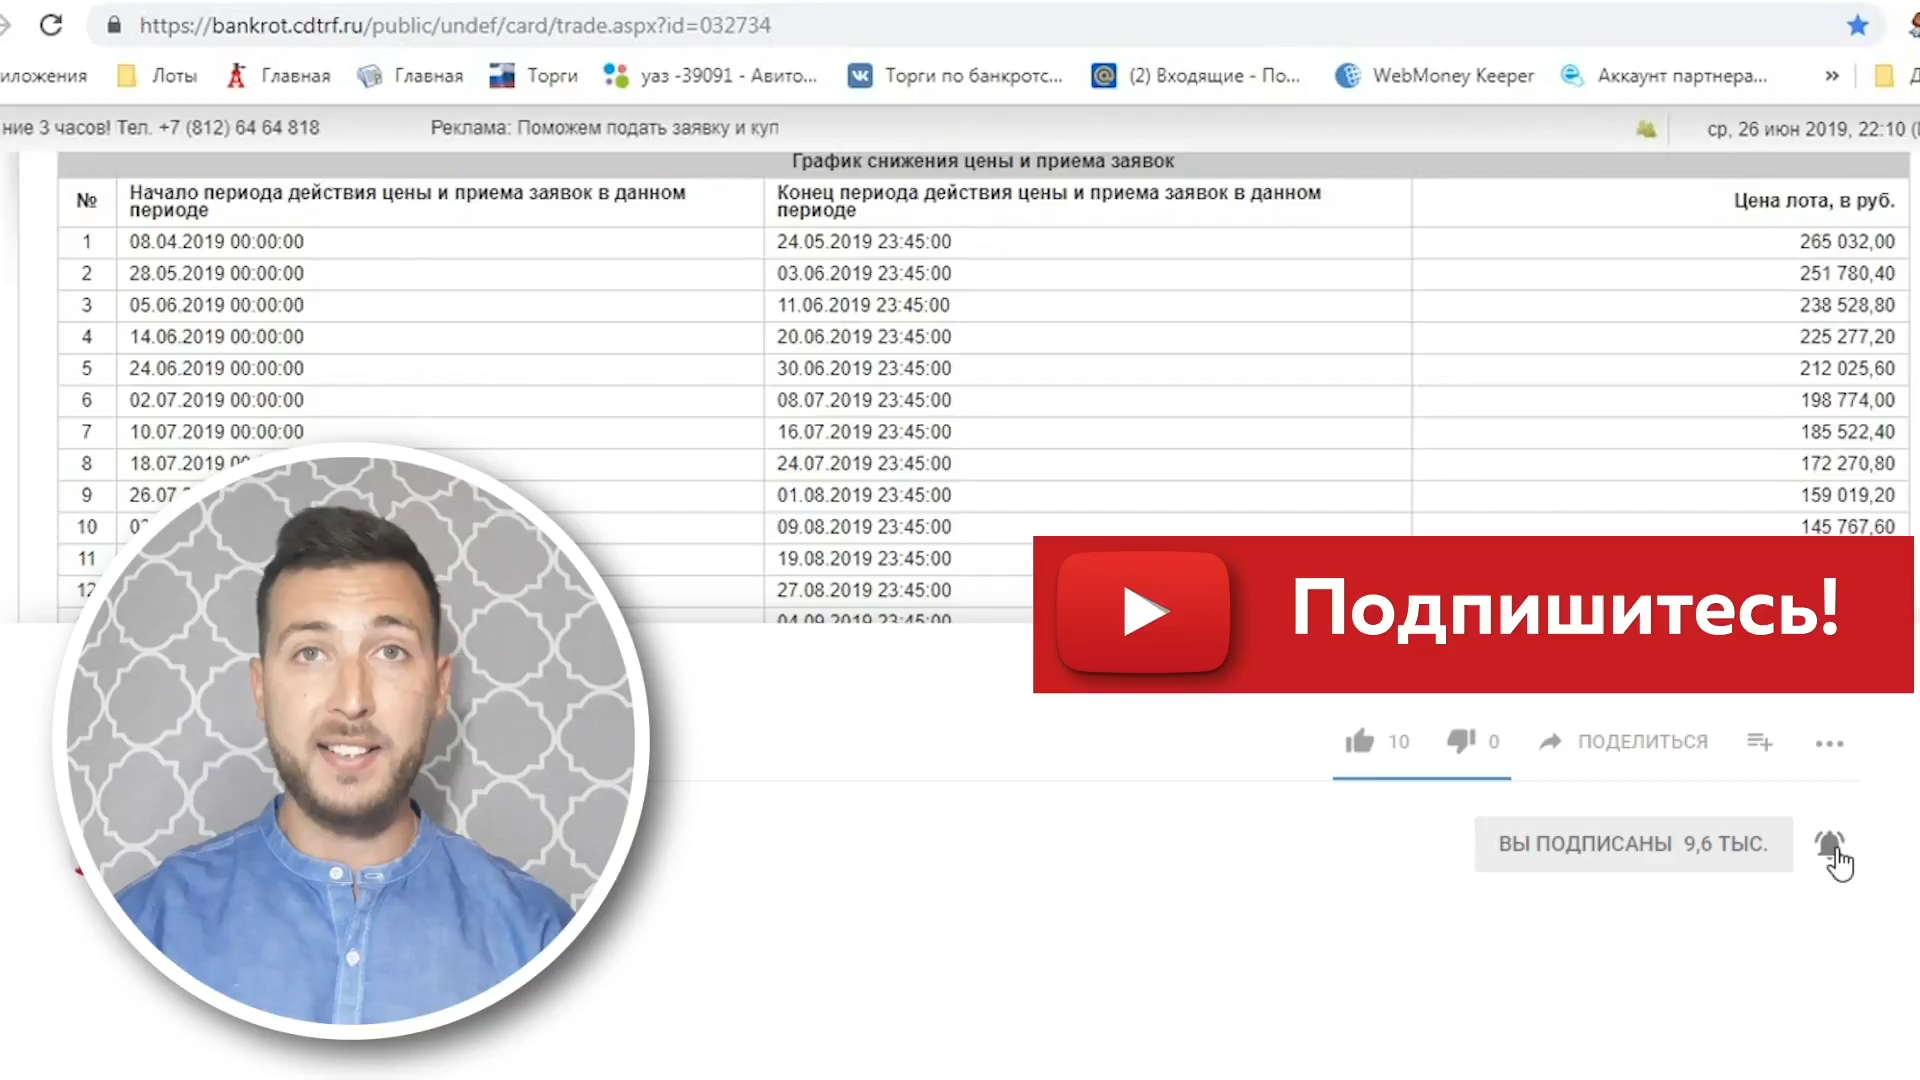 https://bankrot.cdtrf.ru/public/undef/card/trade.aspx?id=032734
иложения Лоты Главная Главная Торги уаз -39091 - Авито... Торги по банкротс... (2) Входящие - По... WebMoney Keeper Аккаунт партнера... »
ние 3 часов! Тел. +7 (812) 64 64 818 Реклама: Поможем подать заявку и куп ср, 26 июн 2019, 22:10
График снижения цены и приема заявок
№ Начало периода действия цены и приема заявок в данном периоде Конец периода действия цены и приема заявок в данном периоде Цена лота, в руб.
1 08.04.2019 00:00:00 24.05.2019 23:45:00 265 032,00
2 28.05.2019 00:00:00 03.06.2019 23:45:00 251 780,40
3 05.06.2019 00:00:00 11.06.2019 23:45:00 238 528,80
4 14.06.2019 00:00:00 20.06.2019 23:45:00 225 277,20
5 24.06.2019 00:00:00 30.06.2019 23:45:00 212 025,60
6 02.07.2019 00:00:00 08.07.2019 23:45:00 198 774,00
7 10.07.2019 00:00:00 16.07.2019 23:45:00 185 522,40
8 18.07.2019 24.07.2019 23:45:00 172 270,80
9 26.07 01.08.2019 23:45:00 159 019,20
10 09.08.2019 23:45:00 145 767,60
11 19.08.2019 23:45:00
12 27.08.2019 23:45:00
04.09.2019 23:45:00
Подпишитесь!
10 0 ПОДЕЛИТЬСЯ
ВЫ ПОДПИСАНЫ 9,6 ТЫС.